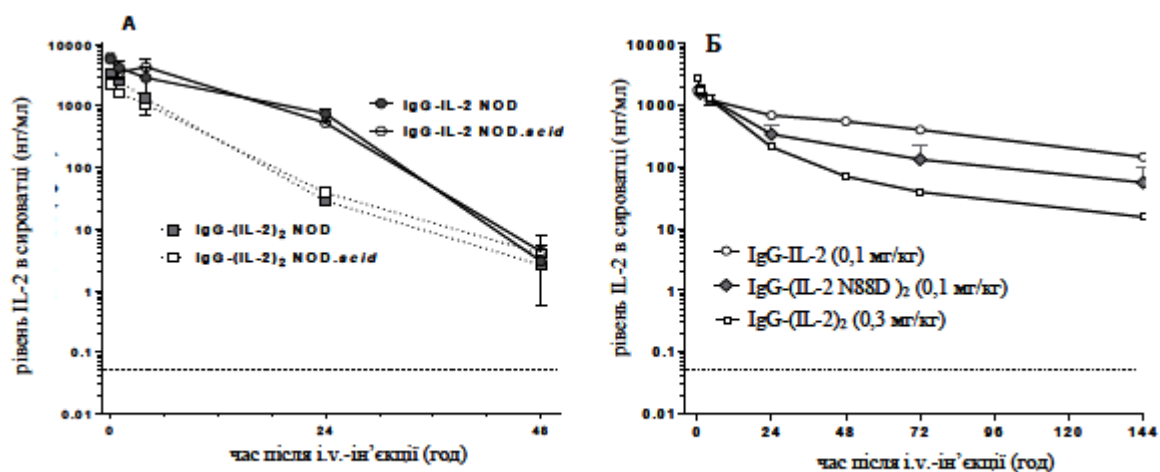 А
10000
1000
100
10
1
0.1
0.01
рівень IL-2 в сироватці (нг/мл)
IgG-IL-2 NOD
IgG-IL-2 NOD.scid
IgG-(IL-2)₂ NOD
IgG-(IL-2)₂ NOD.scid
0 24 48
час після i.v.-ін’єкції (год)
Б
10000
1000
100
10
1
0.1
0.01
рівень IL-2 в сироватці (нг/мл)
IgG-IL-2 (0,1 мг/кг)
IgG-(IL-2 N88D )₂ (0,1 мг/кг)
IgG-(IL-2)₂ (0,3 мг/кг)
0 24 48 72 96 120 144
час після i.v.-ін’єкції (год)